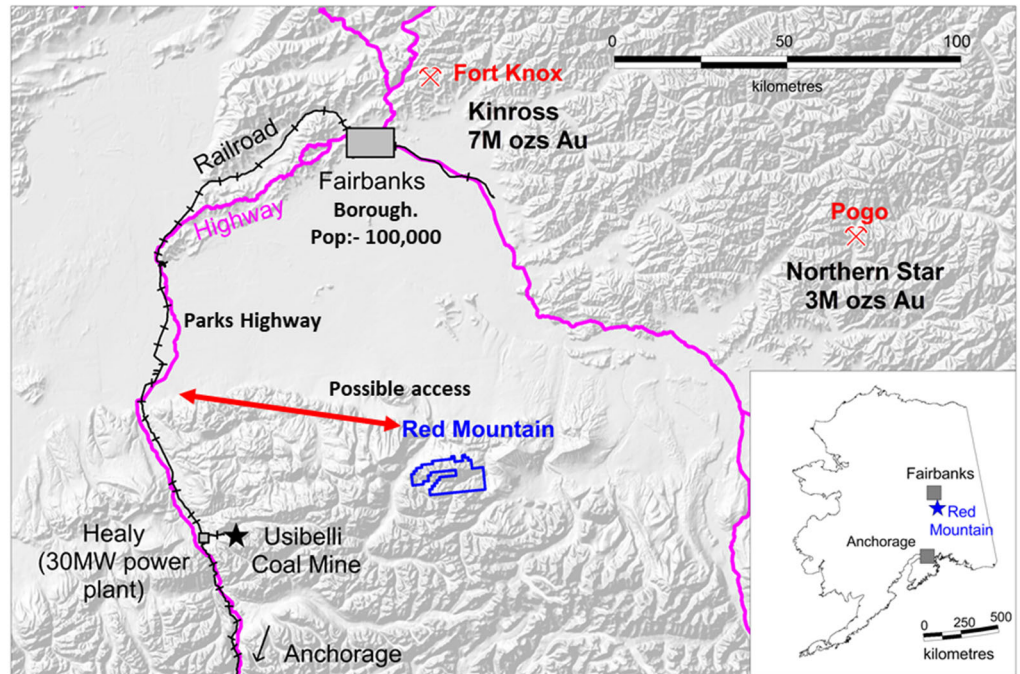 0 50 100
kilometres
Fort Knox
Kinross
7M ozs Au
Railroad
Fairbanks
Borough.
Pop:- 100,000
Highway
Pogo
Northern Star
3M ozs Au
Parks Highway
Possible access
Red Mountain
Healy
(30MW power
plant)
Usibelli
Coal Mine
Anchorage
Fairbanks
Red
Mountain
Anchorage
0 250 500
kilometres